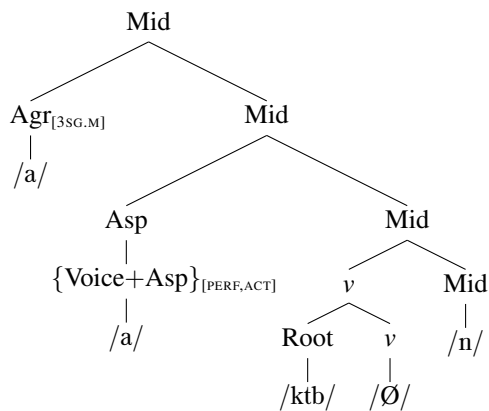 Mid
Agr[3SG.M] Mid
/a/
Asp Mid
{Voice+Asp}[PERF,ACT] v Mid
/a/ Root v /n/
/ktb/ /Ø/